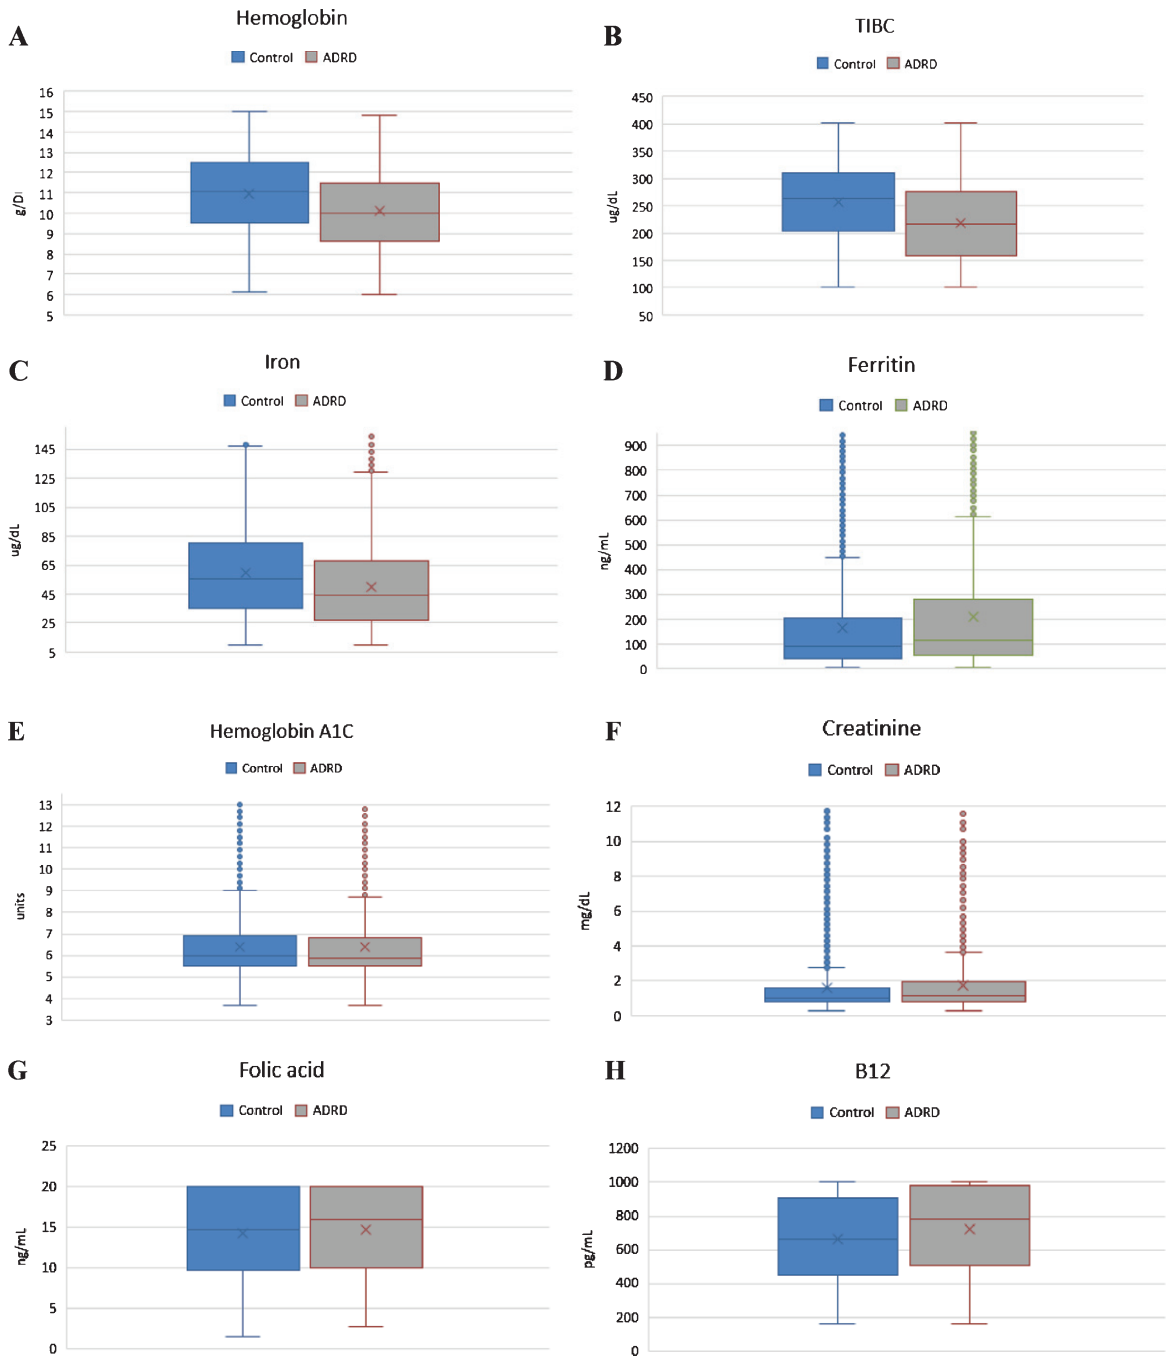 A
Hemoglobin
Control ADRD
16
15
14
13
12
11
10
9
8
7
6
5
g/Dl
B
TIBC
Control ADRD
450
400
350
300
250
200
150
100
50
ug/dL
C
Iron
Control ADRD
145
125
105
85
65
45
25
5
ug/dL
D
Ferritin
Control ADRD
900
800
700
600
500
400
300
200
100
0
ng/mL
E
Hemoglobin A1C
Control ADRD
13
12
11
10
9
8
7
6
5
4
3
units
F
Creatinine
Control ADRD
12
10
8
6
4
2
0
mg/dL
G
Folic acid
Control ADRD
25
20
15
10
5
0
ng/mL
H
B12
Control ADRD
1200
1000
800
600
400
200
0
pg/mL